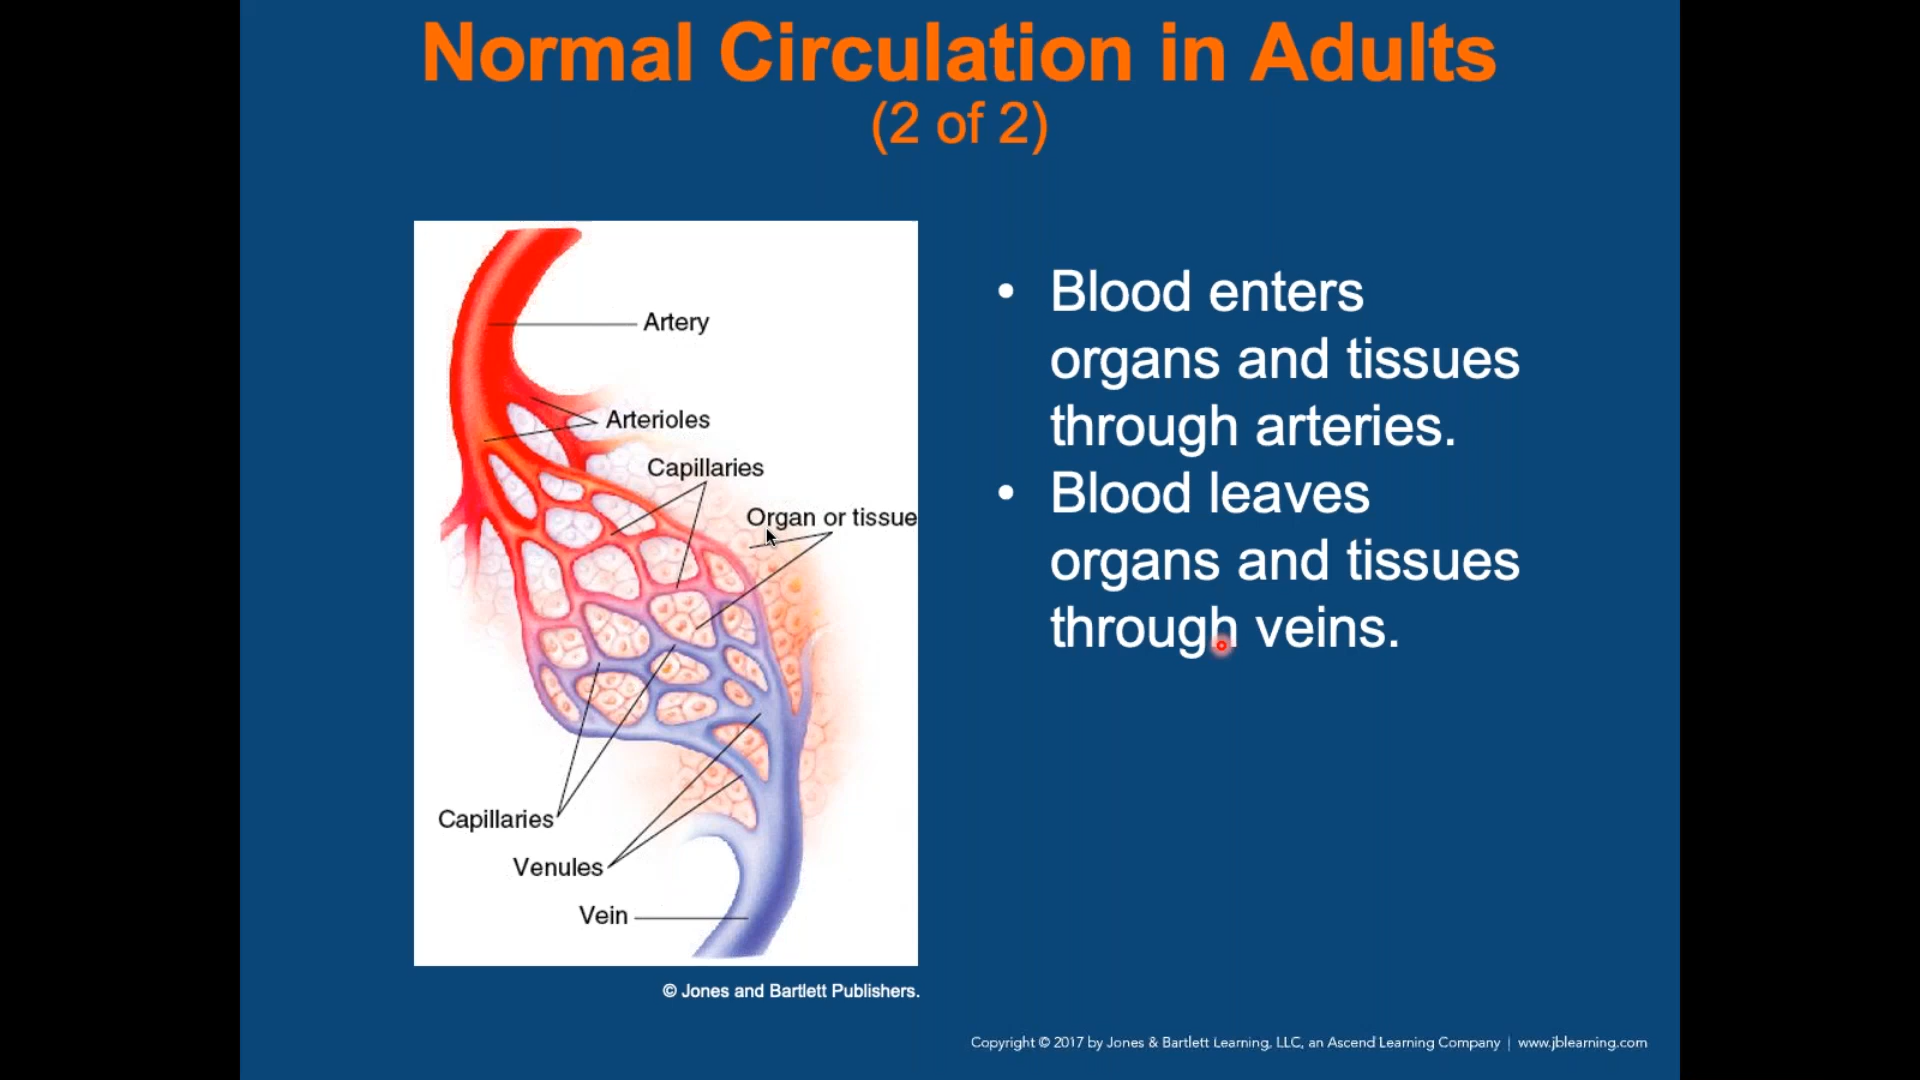 Normal Circulation in Adults
(2 of 2)
Artery
Arterioles
Capillaries
Organ or tissue
Capillaries
Venules
Vein
© Jones and Bartlett Publishers.
• Blood enters
organs and tissues
through arteries.
• Blood leaves
organs and tissues
through veins.
Copyright © 2017 by Jones & Bartlett Learning, LLC, an Ascend Learning Company | www.jblearning.com